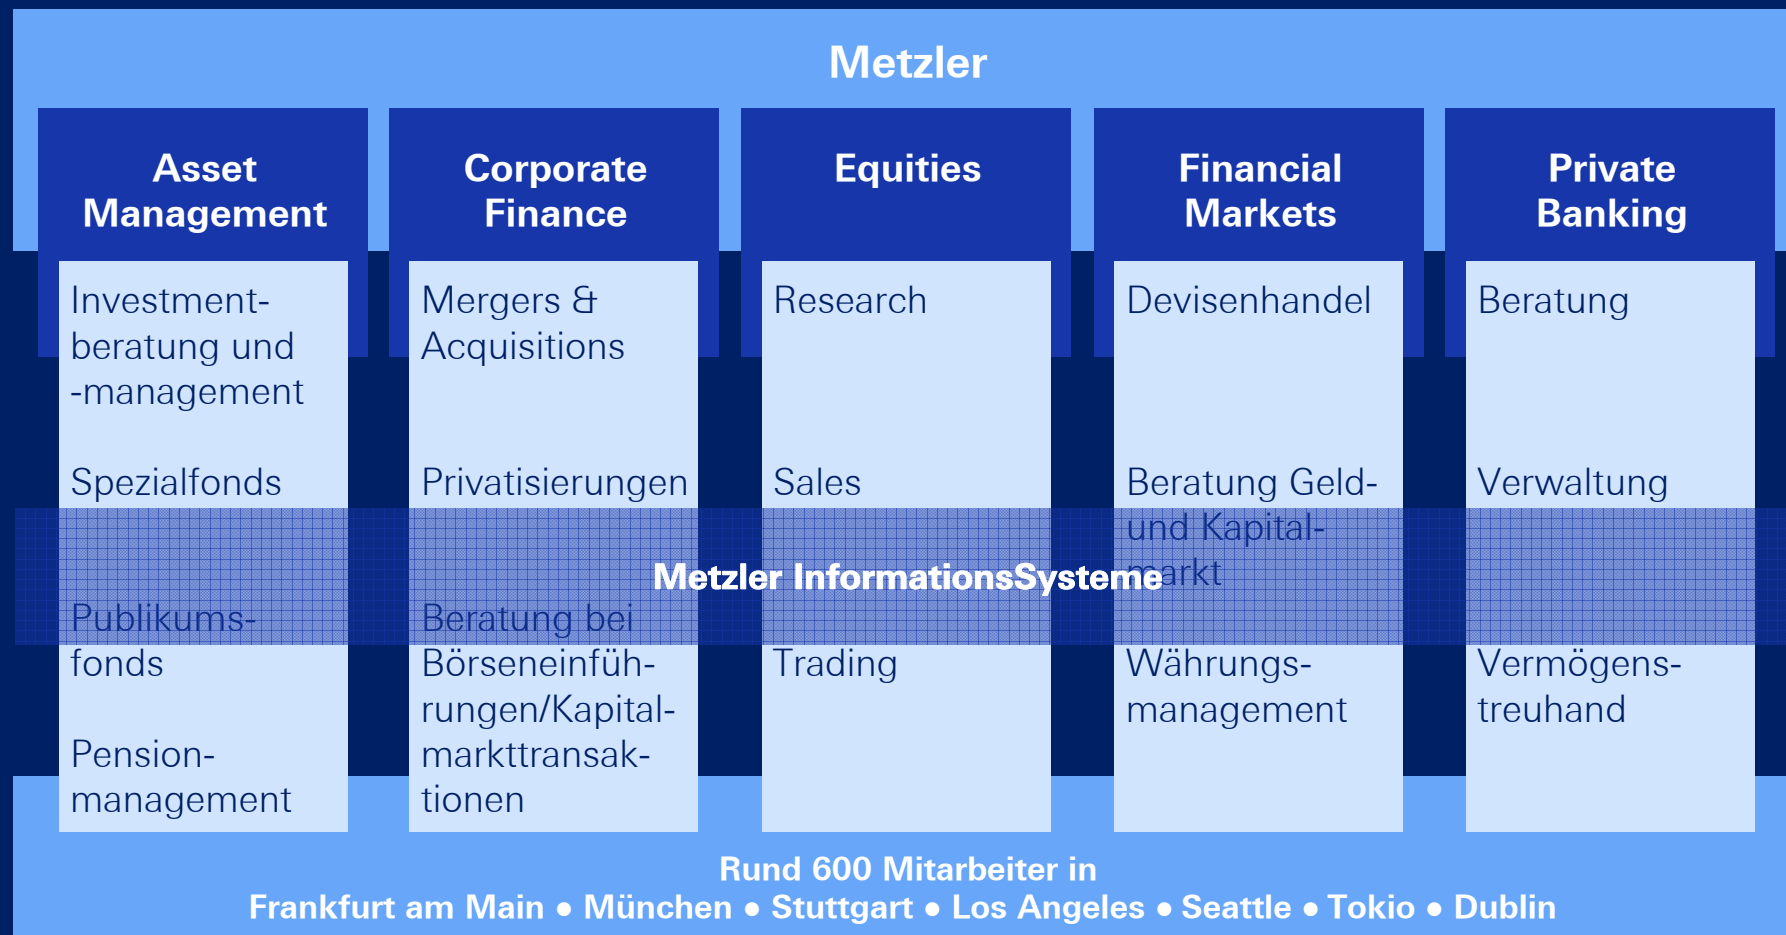 Metzler
Asset
Management
Investment-
beratung und
-management
Spezialfonds
Publikums-
fonds
Pension-
management
Corporate
Finance
Mergers &
Acquisitions
Privatisierungen
Beratung bei
Börseneinfüh-
rungen/Kapital-
markttransak-
tionen
Equities
Research
Sales
Trading
Financial
Markets
Devisenhandel
Beratung Geld-
und Kapital-
markt
Währungs-
management
Private
Banking
Beratung
Verwaltung
Vermögens-
treuhand
Metzler InformationsSysteme
Rund 600 Mitarbeiter in
Frankfurt am Main ● München ● Stuttgart ● Los Angeles ● Seattle ● Tokio ● Dublin